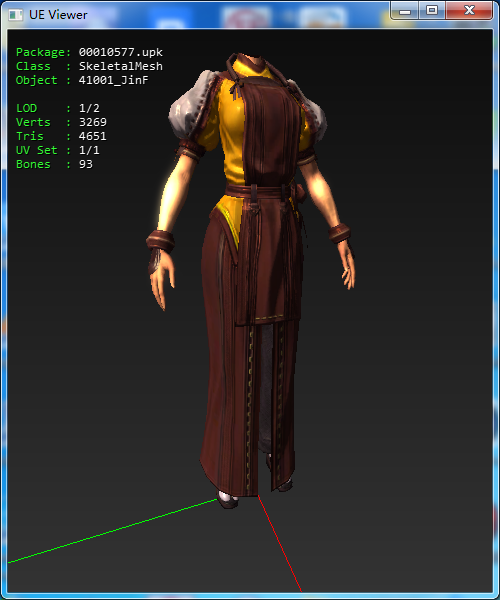 UE Viewer
Package: 00010577.upk
Class : SkeletalMesh
Object : 41001_JinF
LOD : 1/2
Verts : 3269
Tris : 4651
UV Set : 1/1
Bones : 93